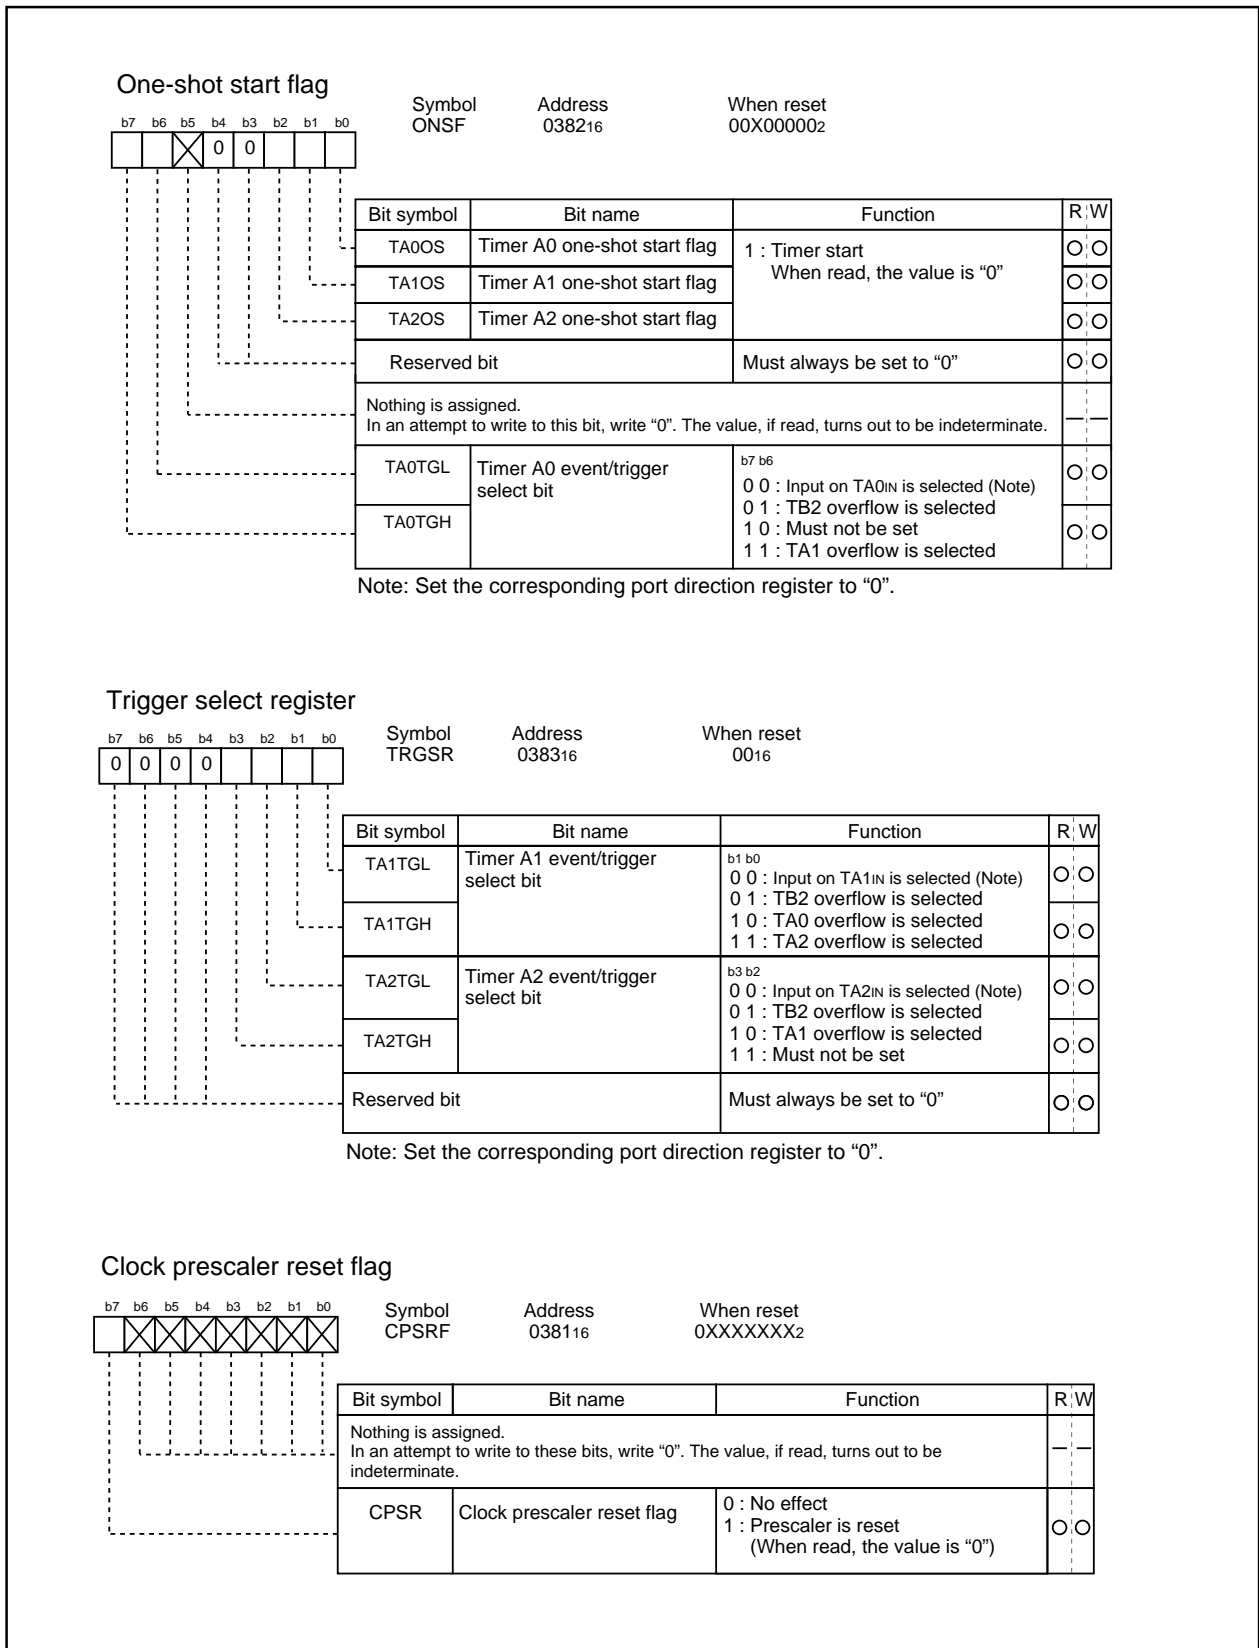 One-shot start flag
Symbol Address When reset
ONSF 038216 00X000002
b7 b6 b5 b4 b3 b2 b1 b0
0 0
Bit symbol Bit name Function R W
TA0OS Timer A0 one-shot start flag 1 : Timer start
When read, the value is “0”
TA1OS Timer A1 one-shot start flag
TA2OS Timer A2 one-shot start flag
Reserved bit Must always be set to “0”
Nothing is assigned.
In an attempt to write to this bit, write “0”. The value, if read, turns out to be indeterminate.
TA0TGL Timer A0 event/trigger
select bit
b7 b6
0 0 : Input on TA0IN is selected (Note)
0 1 : TB2 overflow is selected
TA0TGH 1 0 : Must not be set
1 1 : TA1 overflow is selected
Note: Set the corresponding port direction register to “0”.
Trigger select register
Symbol Address When reset
TRGSR 038316 0016
b7 b6 b5 b4 b3 b2 b1 b0
0 0 0 0
Bit symbol Bit name Function R W
TA1TGL Timer A1 event/trigger
select bit
b1 b0
0 0 : Input on TA1IN is selected (Note)
0 1 : TB2 overflow is selected
TA1TGH 1 0 : TA0 overflow is selected
1 1 : TA2 overflow is selected
TA2TGL Timer A2 event/trigger
select bit
b3 b2
0 0 : Input on TA2IN is selected (Note)
0 1 : TB2 overflow is selected
TA2TGH 1 0 : TA1 overflow is selected
1 1 : Must not be set
Reserved bit Must always be set to “0”
Note: Set the corresponding port direction register to “0”.
Clock prescaler reset flag
Symbol Address When reset
CPSRF 038116 0XXXXXXX2
b7 b6 b5 b4 b3 b2 b1 b0
Bit symbol Bit name Function R W
Nothing is assigned.
In an attempt to write to these bits, write “0”. The value, if read, turns out to be
indeterminate.
CPSR Clock prescaler reset flag 0 : No effect
1 : Prescaler is reset
(When read, the value is “0”)